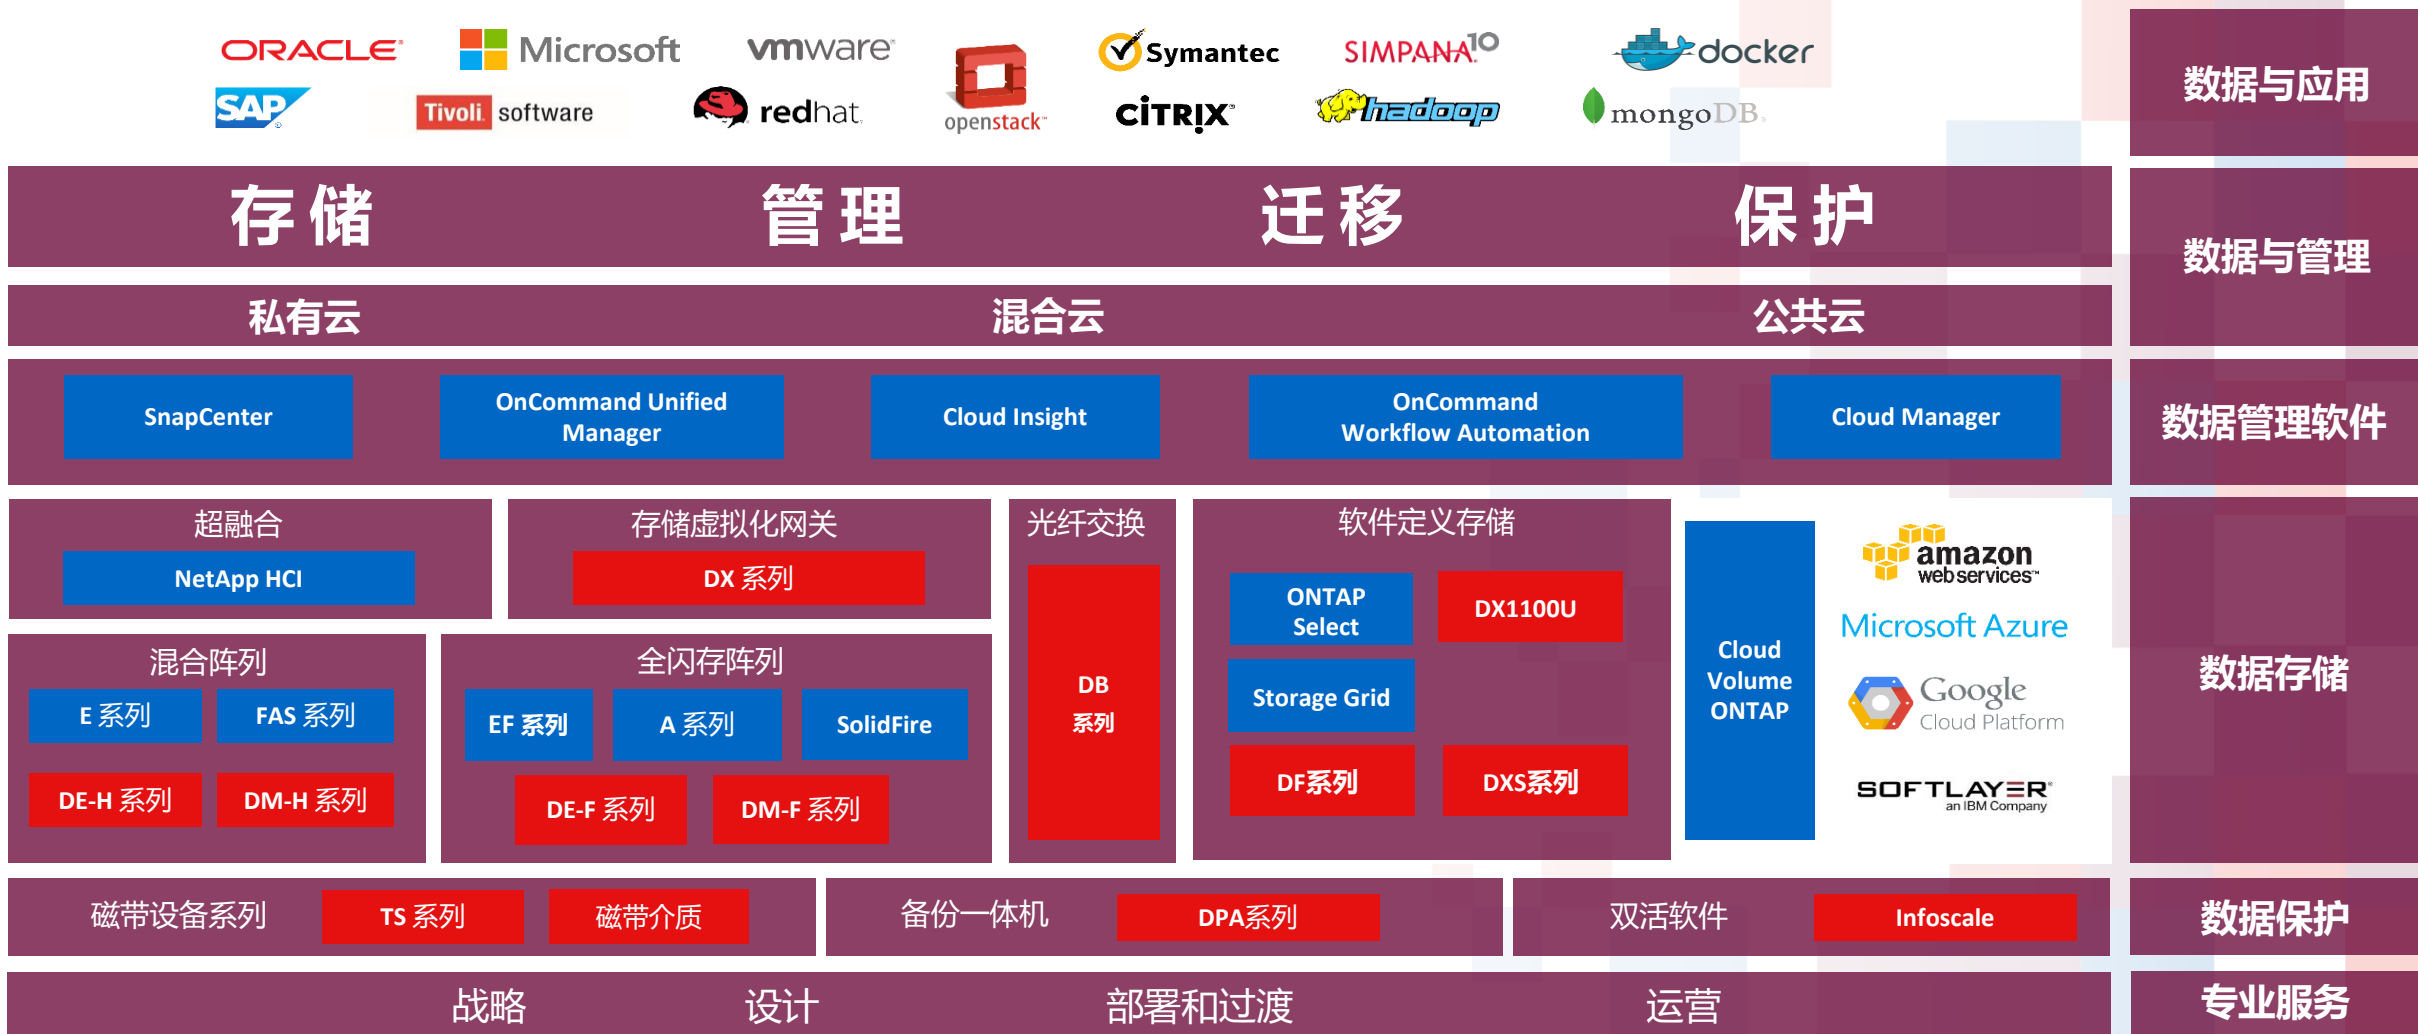 ORACLE
Microsoft
vmware
Symantec
SIMPANA 10
docker
SAP
Tivoli. software
redhat.
openstack
CİTRIX
hadoop
mongoDB.
数据与应用
存储 管理 迁移 保护
私有云 混合云 公共云
数据与管理
SnapCenter
OnCommand Unified
Manager
Cloud Insight
OnCommand
Workflow Automation
Cloud Manager
数据管理软件
超融合
NetApp HCI
存储虚拟化网关
DX 系列
混合阵列
E 系列
FAS 系列
DE-H 系列
DM-H 系列
全闪存阵列
EF 系列
A 系列
SolidFire
DE-F 系列
DM-F 系列
光纤交换
DB
系列
软件定义存储
ONTAP
Select
DX1100U
Storage Grid
DF系列
DXS系列
Cloud
Volume
ONTAP
amazon
web services™
Microsoft Azure
Google
Cloud Platform
SOFTLAYER
an IBM Company
数据存储
磁带设备系列
TS 系列
磁带介质
备份一体机
DPA系列
双活软件
Infoscale
数据保护
战略 设计 部署和过渡 运营
专业服务